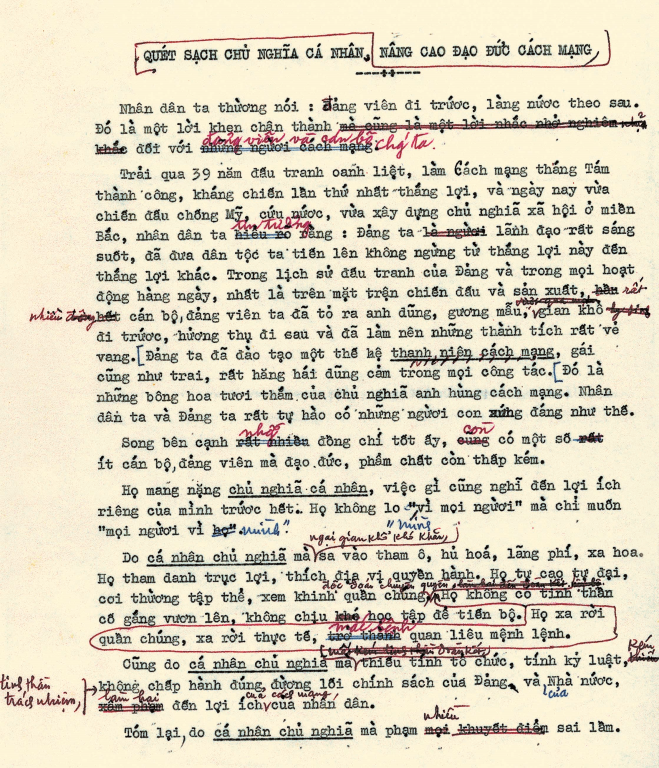 QUÉT SẠCH CHỦ NGHĨA CÁ NHÂN, NÂNG CAO ĐẠO ĐỨC CÁCH MẠNG
Nhân dân ta thường nói : đảng viên đi trước, làng nước theo sau.
Đó là một lời khen chân thành mà cũng là một lời nhắc nhở nghiêm
đảng viên và cán bộ chúng ta.
khắc đối với những người cách mạng
Trải qua 39 năm đấu tranh oanh liệt, làm Cách mạng thắng Tám
thành công, kháng chiến lần thứ nhất thắng lợi, và ngày nay vừa
chiến đấu chống Mỹ, cứu nước, vừa xây dựng chủ nghĩa xã hội ở miền
tin tưởng
Bắc, nhân dân ta hiểu rõ rằng : Đảng ta là người lãnh đạo rất sáng
suốt, đã đưa dân tộc ta tiến lên không ngừng từ thắng lợi này đến
thắng lợi khác. Trong lịch sử đấu tranh của Đảng và trong mọi hoạt
động hàng ngày, nhất là trên mặt trận chiến đấu và sản xuất, rất
nhiều cán bộ, đảng viên ta đã tỏ ra anh dũng, gương mẫu, gian khổ
đi trước, hưởng thụ đi sau và đã làm nên những thành tích rất vẻ
vang. [Đảng ta đã đào tạo một thế hệ thanh niên cách mạng, gái
cũng như trai, rất hăng hái dũng cảm trong mọi công tác. [Đó là
những bông hoa tươi thắm của chủ nghĩa anh hùng cách mạng. Nhân
dân ta và Đảng ta rất tự hào có những người con xứng đáng như thế.
những còn
Song bên cạnh rất nhiều đồng chí tốt ấy, cũng có một số rất
ít cán bộ, đảng viên mà đạo đức, phẩm chất còn thấp kém.
Họ mang nặng chủ nghĩa cá nhân, việc gì cũng nghĩ đến lợi ích
riêng của mình trước hết. Họ không lo "vì mọi người" mà chỉ muốn
"mình
"mọi người vì họ" mình".
ngại gian khổ khó khăn,
Do cá nhân chủ nghĩa mà sa vào tham ô, hủ hoá, lãng phí, xa hoa.
Họ tham danh trục lợi, thích địa vị quyền hành. Họ tự cao tự đại,
độc đoán chuyên quyền
coi thường tập thể, xem khinh quần chúng, Họ không có tinh thần
cố gắng vươn lên, không chịu khó học tập để tiến bộ. Họ xa rời
mắc bệnh
quần chúng, xa rời thực tế, trở thành quan liêu mệnh lệnh.
Cũng do cá nhân chủ nghĩa mà thiếu tính tổ chức, tính kỷ luật,
tinh thần trách nhiệm,
không chấp hành đúng đường lối chính sách của Đảng và Nhà nước,
làm hại của cách mạng, của
xâm phạm đến lợi ích của nhân dân.
nhiều
Tóm lại, do cá nhân chủ nghĩa mà phạm mọi khuyết điểm sai lầm.